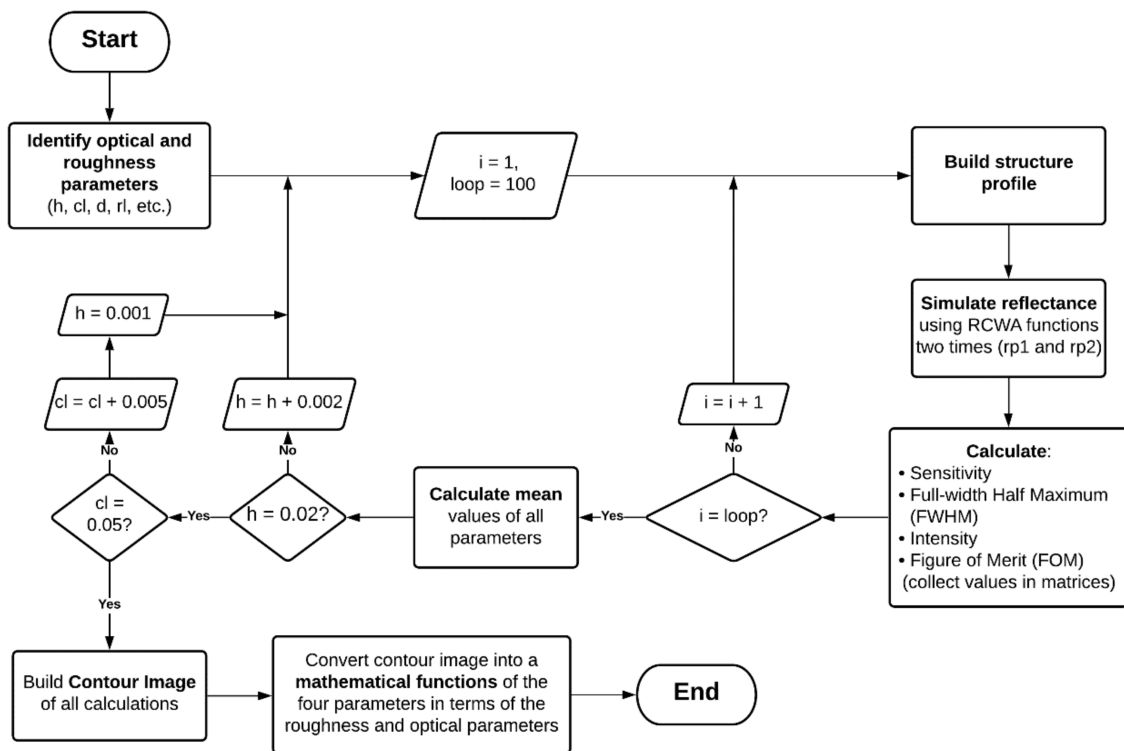 Start
Identify optical and
roughness
parameters
(h, cl, d, rl, etc.)
i = 1,
loop = 100
Build structure
profile
Simulate reflectance
using RCWA functions
two times (rp1 and rp2)
Calculate:
• Sensitivity
• Full-width Half Maximum
(FWHM)
• Intensity
• Figure of Merit (FOM)
(collect values in matrices)
i = loop?
No
i = i + 1
Yes
Calculate mean
values of all
parameters
h = 0.02?
No
h = h + 0.002
Yes
cl =
0.05?
No
cl = cl + 0.005
h = 0.001
Yes
Build Contour Image
of all calculations
Convert contour image into a
mathematical functions of the
four parameters in terms of the
roughness and optical parameters
End